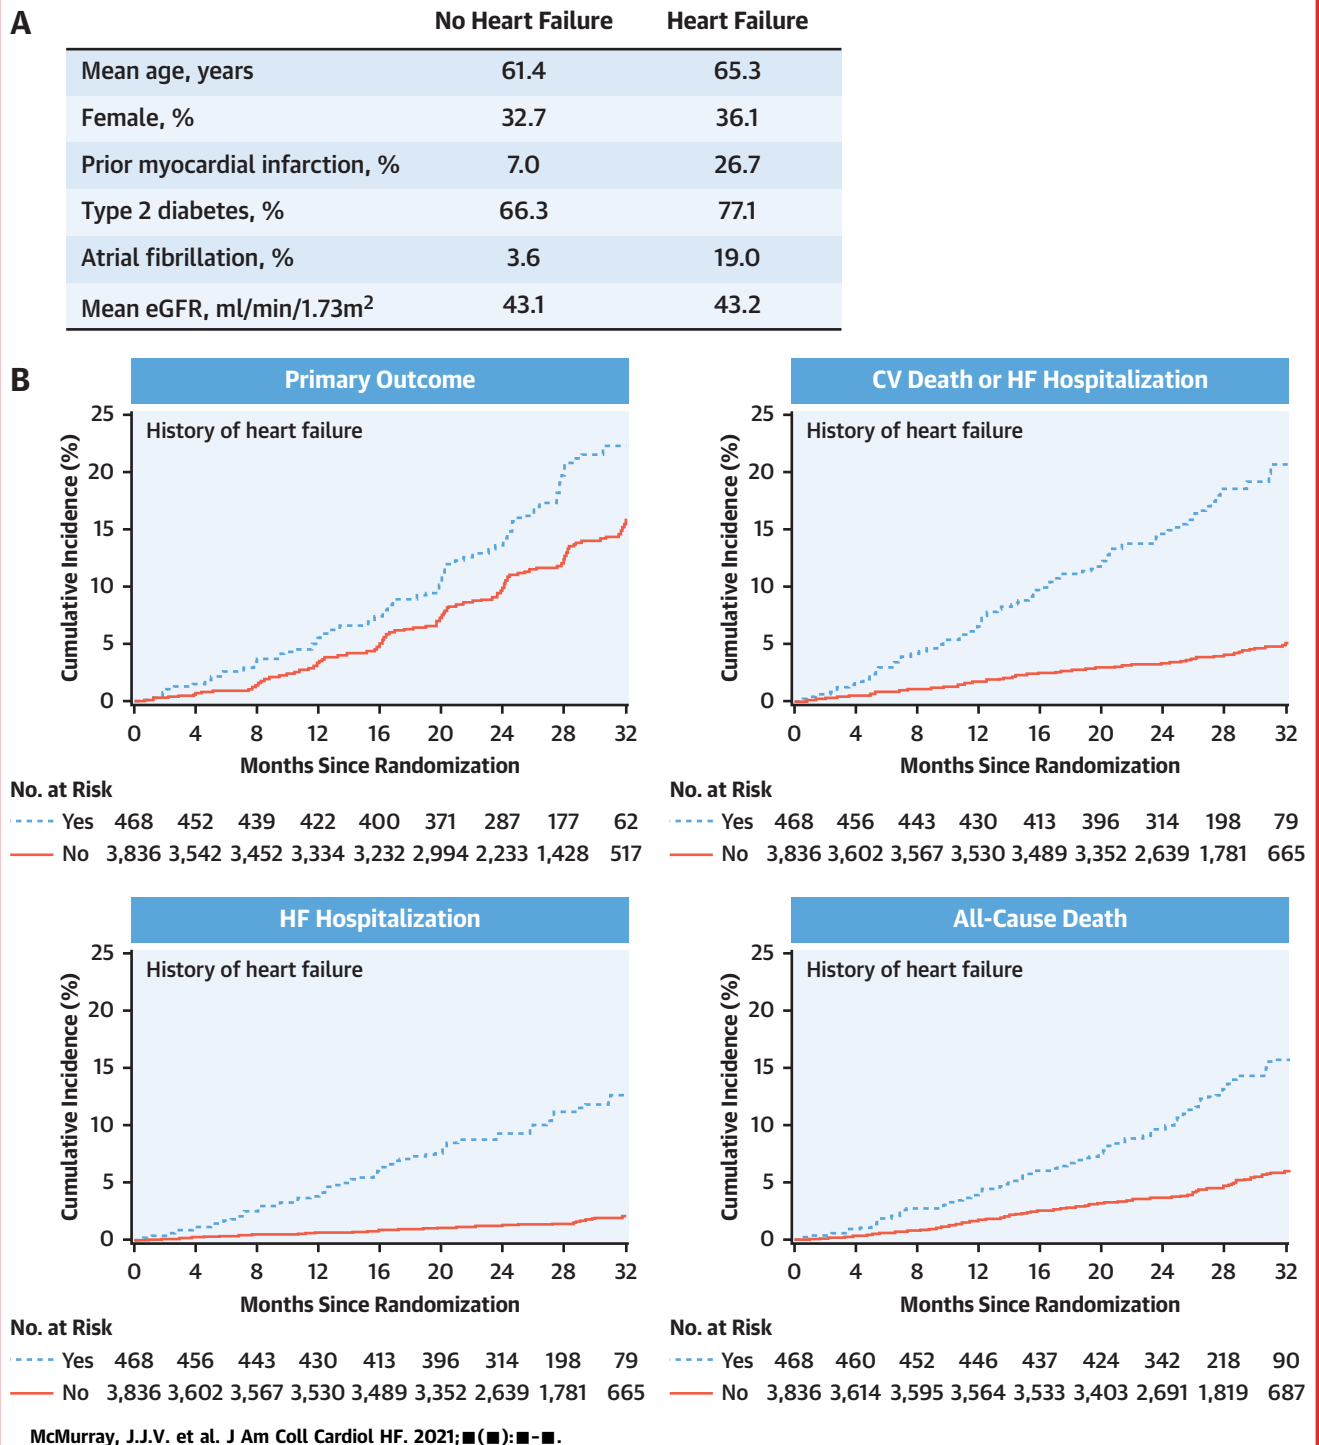 A
No Heart Failure Heart Failure
Mean age, years 61.4 65.3
Female, % 32.7 36.1
Prior myocardial infarction, % 7.0 26.7
Type 2 diabetes, % 66.3 77.1
Atrial fibrillation, % 3.6 19.0
Mean eGFR, ml/min/1.73m² 43.1 43.2
B
Primary Outcome
Cumulative Incidence (%)
25
20
15
10
5
0
History of heart failure
0 4 8 12 16 20 24 28 32
Months Since Randomization
No. at Risk
Yes 468 452 439 422 400 371 287 177 62
No 3,836 3,542 3,452 3,334 3,232 2,994 2,233 1,428 517
CV Death or HF Hospitalization
Cumulative Incidence (%)
25
20
15
10
5
0
History of heart failure
0 4 8 12 16 20 24 28 32
Months Since Randomization
No. at Risk
Yes 468 456 443 430 413 396 314 198 79
No 3,836 3,602 3,567 3,530 3,489 3,352 2,639 1,781 665
HF Hospitalization
Cumulative Incidence (%)
25
20
15
10
5
0
History of heart failure
0 4 8 12 16 20 24 28 32
Months Since Randomization
No. at Risk
Yes 468 456 443 430 413 396 314 198 79
No 3,836 3,602 3,567 3,530 3,489 3,352 2,639 1,781 665
All-Cause Death
Cumulative Incidence (%)
25
20
15
10
5
0
History of heart failure
0 4 8 12 16 20 24 28 32
Months Since Randomization
No. at Risk
Yes 468 460 452 446 437 424 342 218 90
No 3,836 3,614 3,595 3,564 3,533 3,403 2,691 1,819 687
McMurray, J.J.V. et al. J Am Coll Cardiol HF. 2021;■(■):■-■.